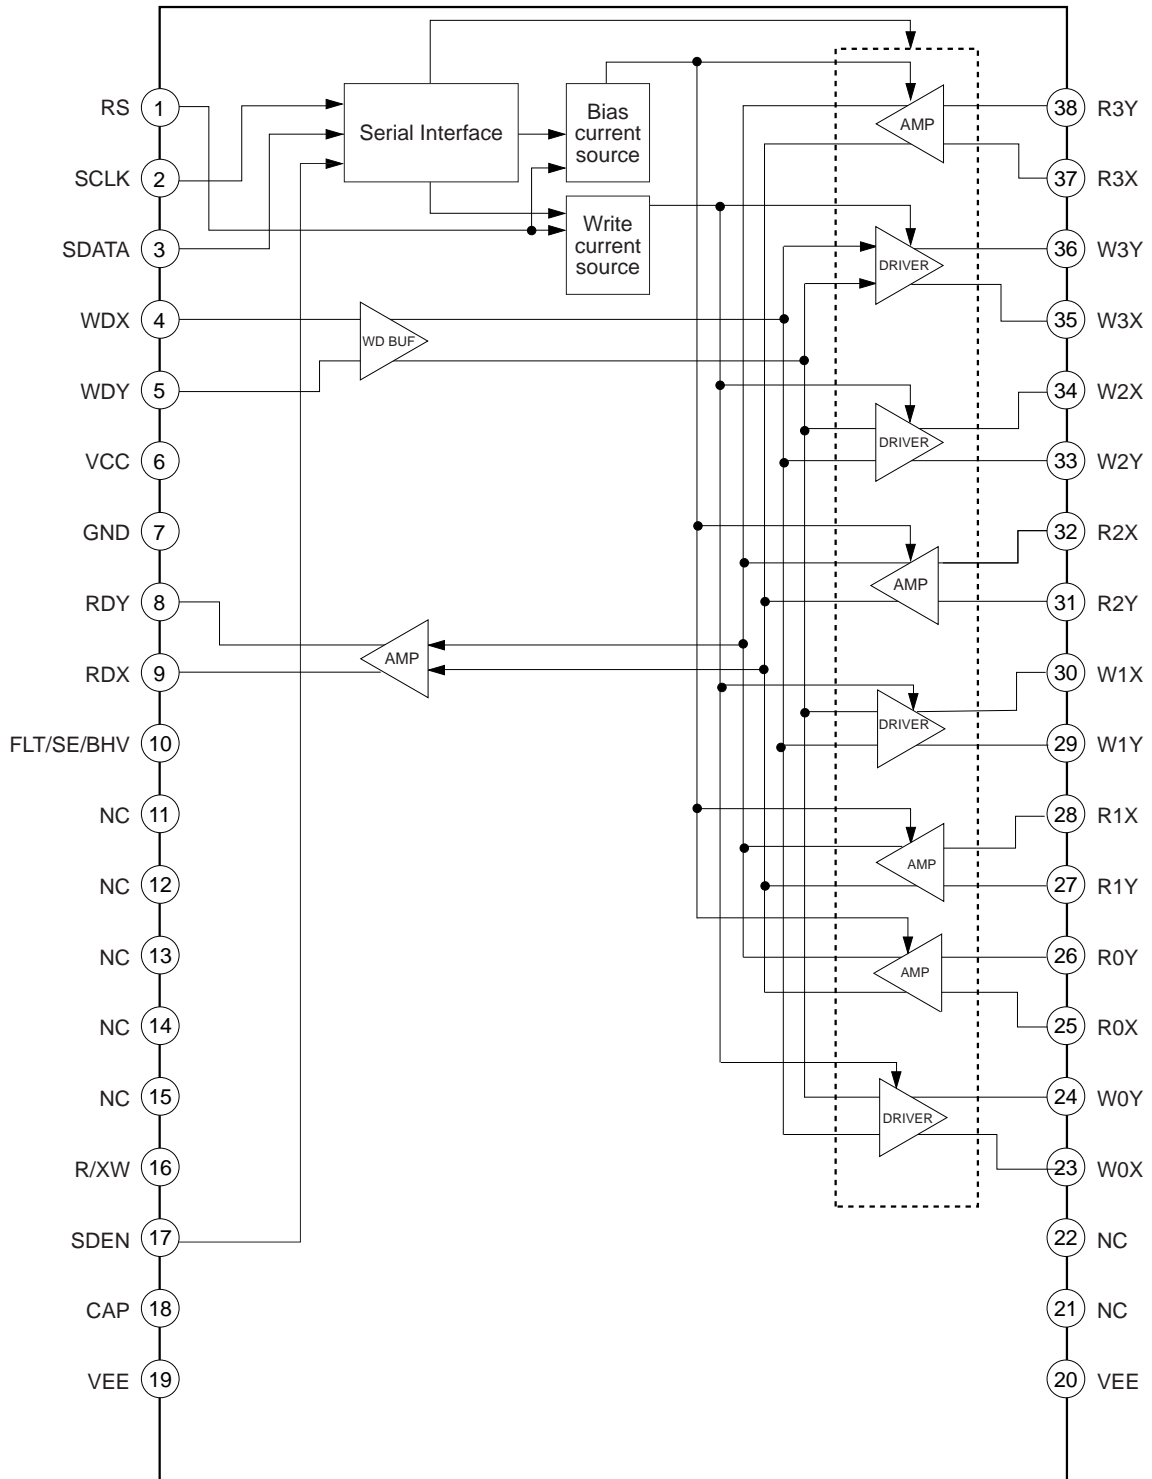 RS 1
SCLK 2
SDATA 3
WDX 4
WDY 5
VCC 6
GND 7
RDY 8
RDX 9
FLT/SE/BHV 10
NC 11
NC 12
NC 13
NC 14
NC 15
R/XW 16
SDEN 17
CAP 18
VEE 19
Serial Interface
Bias
current
source
Write
current
source
WD BUF
AMP
AMP
DRIVER
DRIVER
AMP
DRIVER
AMP
AMP
DRIVER
38 R3Y
37 R3X
36 W3Y
35 W3X
34 W2X
33 W2Y
32 R2X
31 R2Y
30 W1X
29 W1Y
28 R1X
27 R1Y
26 R0Y
25 R0X
24 W0Y
23 W0X
22 NC
21 NC
20 VEE